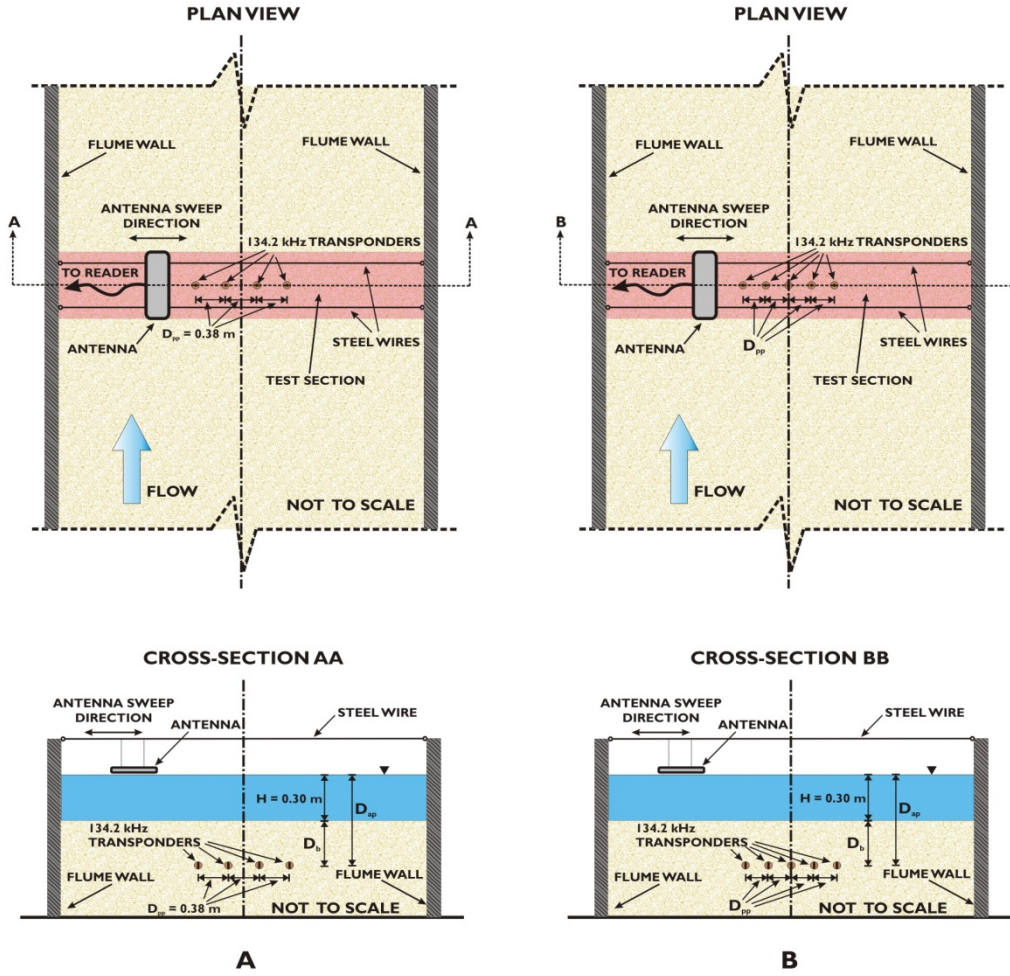 PLAN VIEW
FLUME WALL
FLUME WALL
A
ANTENNA SWEEP
DIRECTION
A
134.2 kHz TRANSPONDERS
TO READER
Dpp = 0.38 m
ANTENNA
STEEL WIRES
TEST SECTION
FLOW
NOT TO SCALE
PLAN VIEW
FLUME WALL
FLUME WALL
B
ANTENNA SWEEP
DIRECTION
134.2 kHz TRANSPONDERS
TO READER
Dpp
ANTENNA
STEEL WIRES
TEST SECTION
FLOW
NOT TO SCALE
CROSS-SECTION AA
ANTENNA SWEEP
DIRECTION
ANTENNA
STEEL WIRE
H = 0.30 m
Dap
134.2 kHz
TRANSPONDERS
Db
FLUME WALL
FLUME WALL
Dpp = 0.38 m
NOT TO SCALE
A
CROSS-SECTION BB
ANTENNA SWEEP
DIRECTION
ANTENNA
STEEL WIRE
H = 0.30 m
Dap
134.2 kHz
TRANSPONDERS
Db
FLUME WALL
FLUME WALL
Dpp
NOT TO SCALE
B